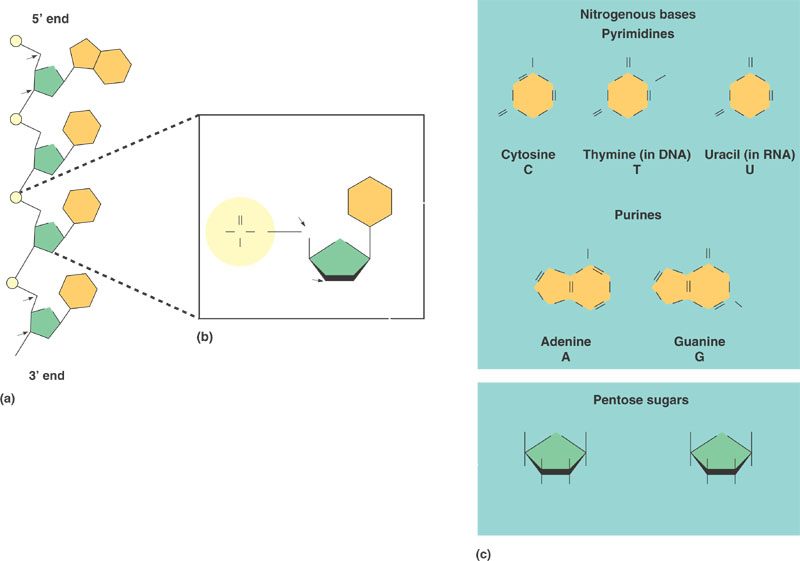 5’ end
3’ end
(a)
(b)
Nitrogenous bases
Pyrimidines
Cytosine
C
Thymine (in DNA)
T
Uracil (in RNA)
U
Purines
Adenine
A
Guanine
G
Pentose sugars
(c)